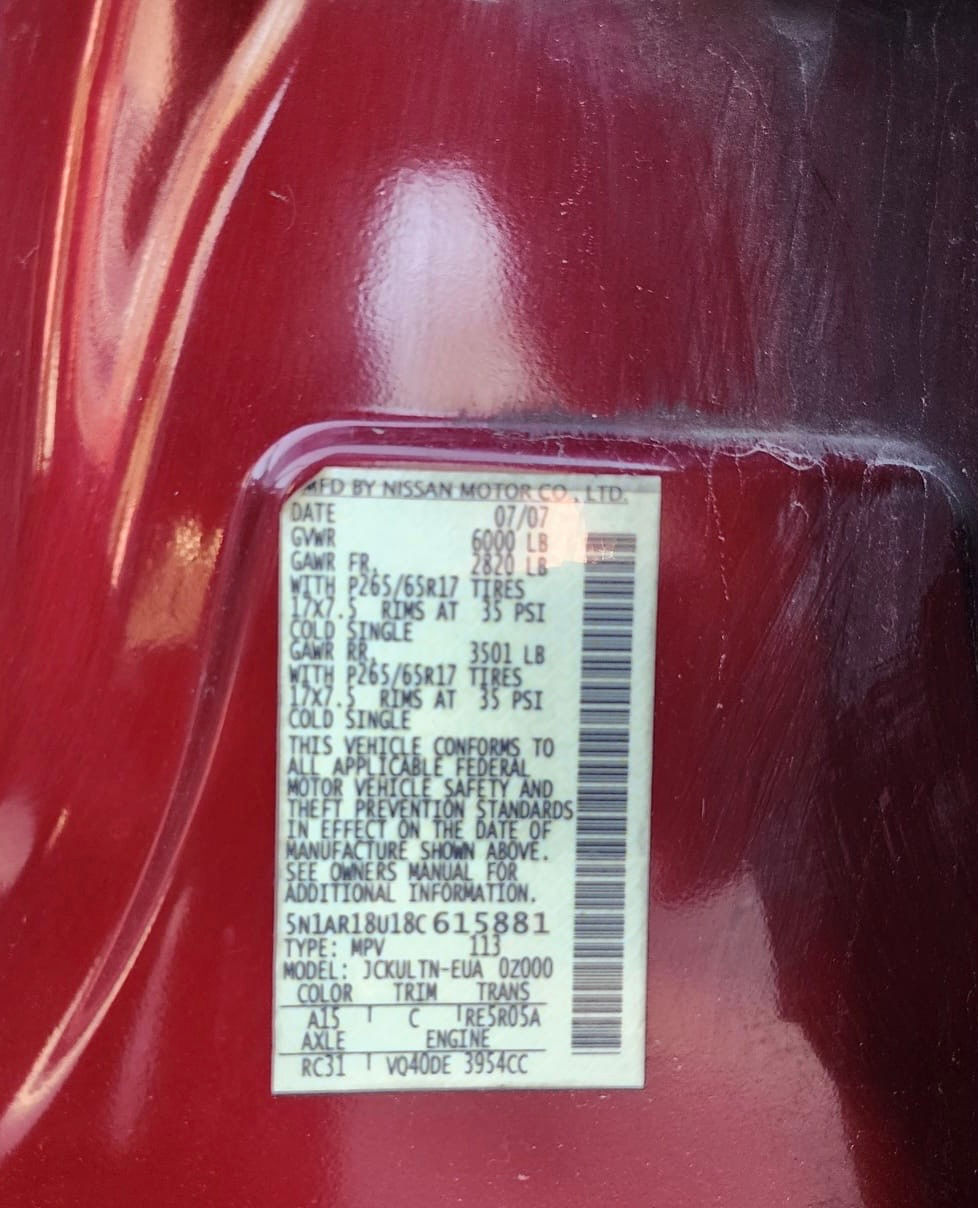 MFD BY NISSAN MOTOR CO., LTD.
DATE 07/07
GVWR 6000 LB
GAWR FR. 2820 LB
WITH P265/65R17 TIRES
17X7.5 RIMS AT 35 PSI
COLD SINGLE
GAWR RR. 3501 LB
WITH P265/65R17 TIRES
17X7.5 RIMS AT 35 PSI
COLD SINGLE
THIS VEHICLE CONFORMS TO
ALL APPLICABLE FEDERAL
MOTOR VEHICLE SAFETY AND
THEFT PREVENTION STANDARDS
IN EFFECT ON THE DATE OF
MANUFACTURE SHOWN ABOVE.
SEE OWNERS MANUAL FOR
ADDITIONAL INFORMATION.
5N1AR18U18C615881
TYPE: MPV 113
MODEL: JCKULTN-EUA 0Z000
COLOR TRIM TRANS
A15 C RE5R05A
AXLE ENGINE
RC31 VQ40DE 3954CC